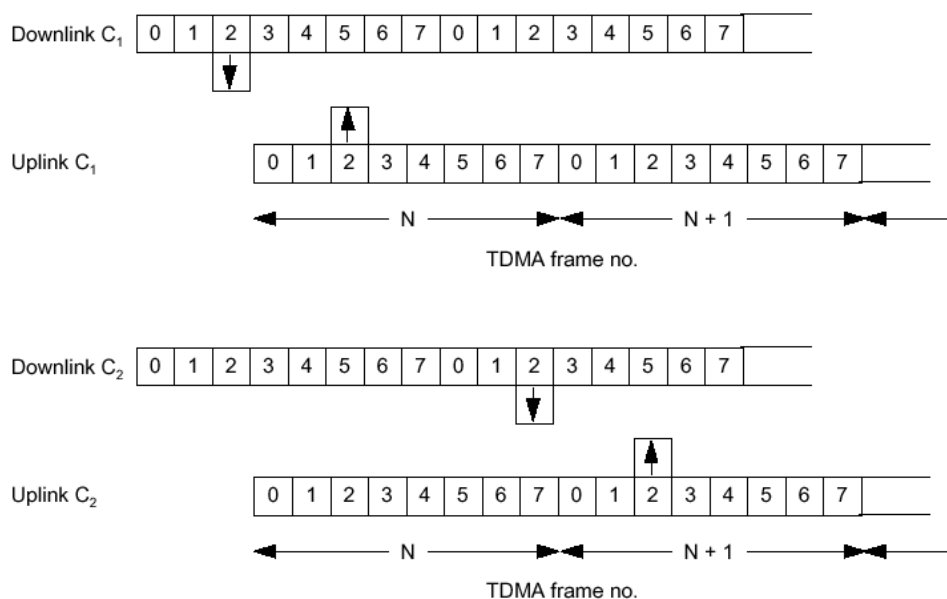 Downlink C₁ 0 1 2 3 4 5 6 7 0 1 2 3 4 5 6 7
Uplink C₁ 0 1 2 3 4 5 6 7 0 1 2 3 4 5 6 7
N N + 1
TDMA frame no.
Downlink C₂ 0 1 2 3 4 5 6 7 0 1 2 3 4 5 6 7
Uplink C₂ 0 1 2 3 4 5 6 7 0 1 2 3 4 5 6 7
N N + 1
TDMA frame no.